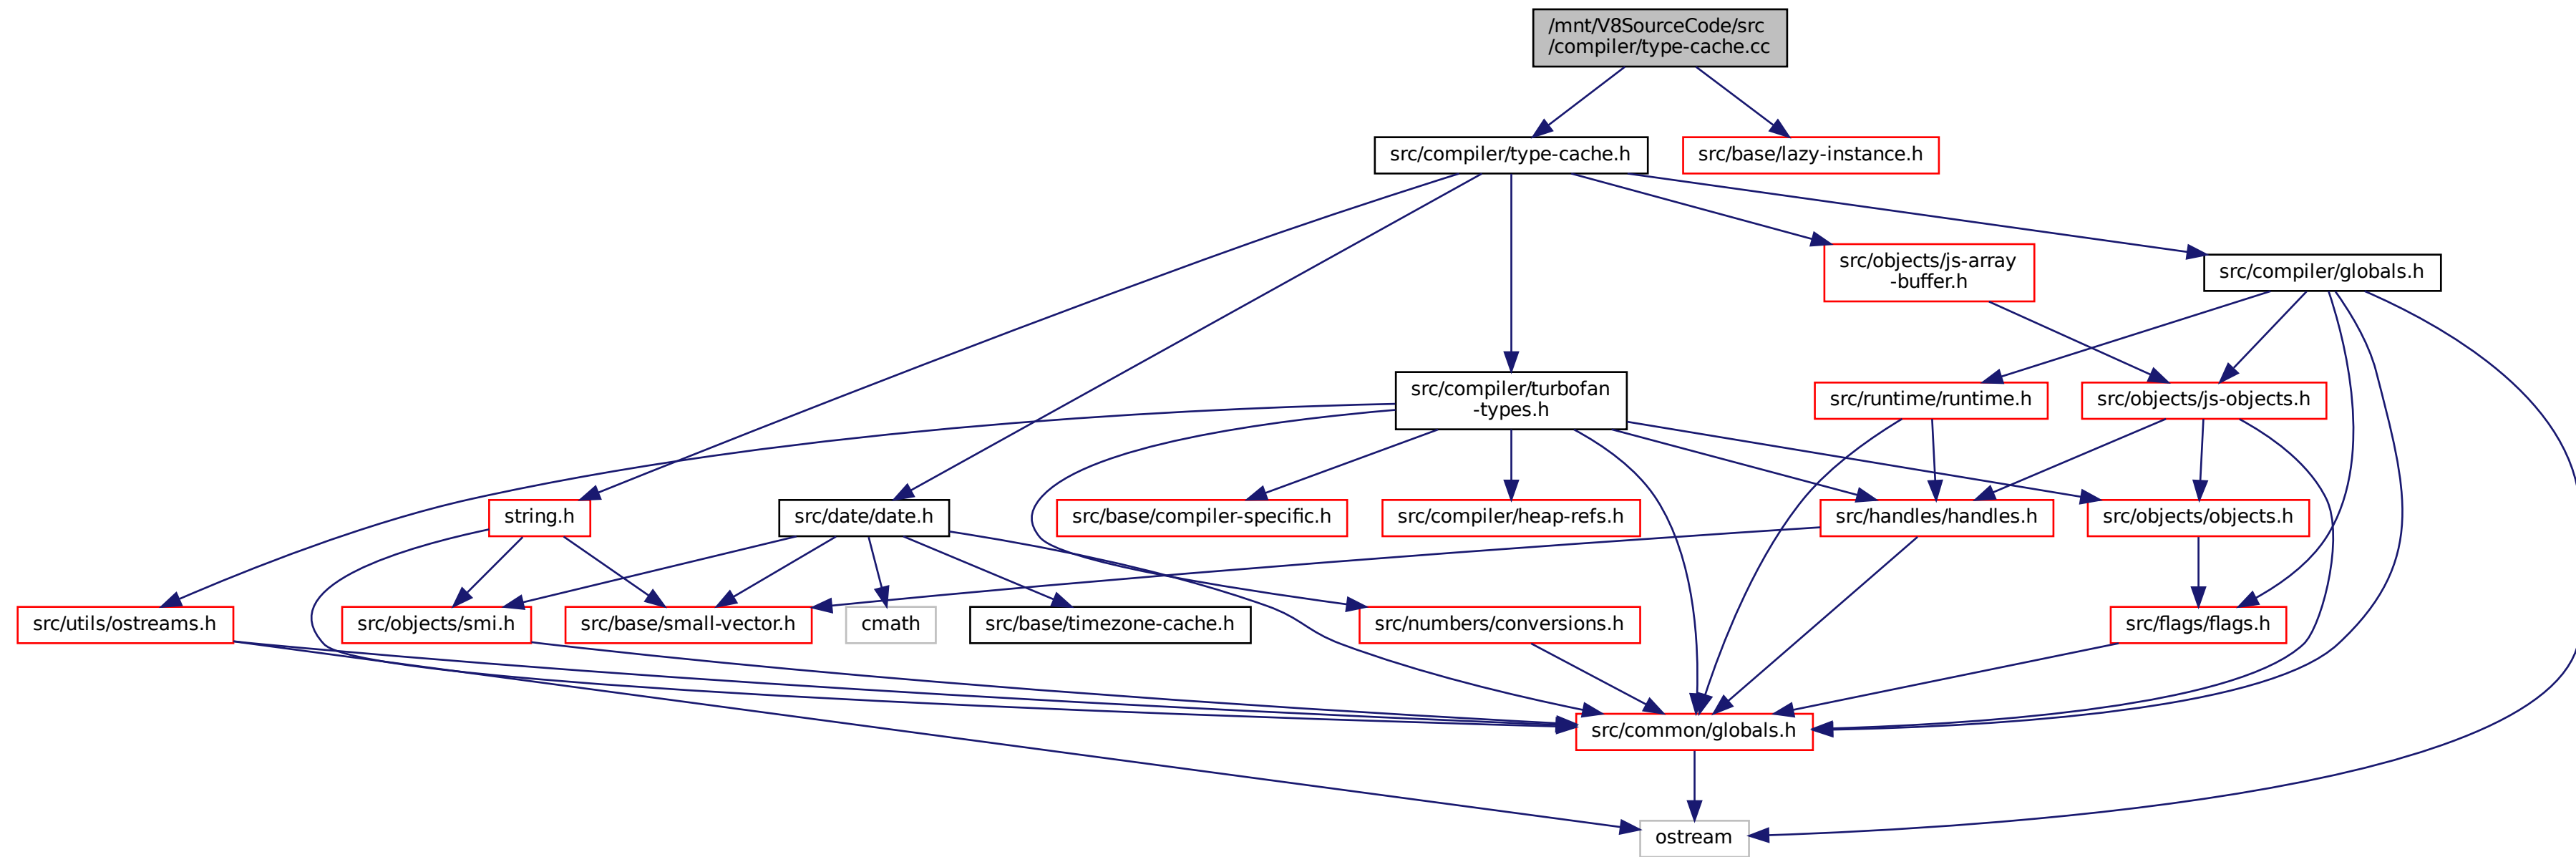 /mnt/V8SourceCode/src
/compiler/type-cache.cc
src/compiler/type-cache.h
src/base/lazy-instance.h
src/objects/js-array
-buffer.h
src/compiler/globals.h
src/compiler/turbofan
-types.h
src/runtime/runtime.h
src/objects/js-objects.h
string.h
src/date/date.h
src/base/compiler-specific.h
src/compiler/heap-refs.h
src/handles/handles.h
src/objects/objects.h
src/utils/ostreams.h
src/objects/smi.h
src/base/small-vector.h
cmath
src/base/timezone-cache.h
src/numbers/conversions.h
src/flags/flags.h
src/common/globals.h
ostream